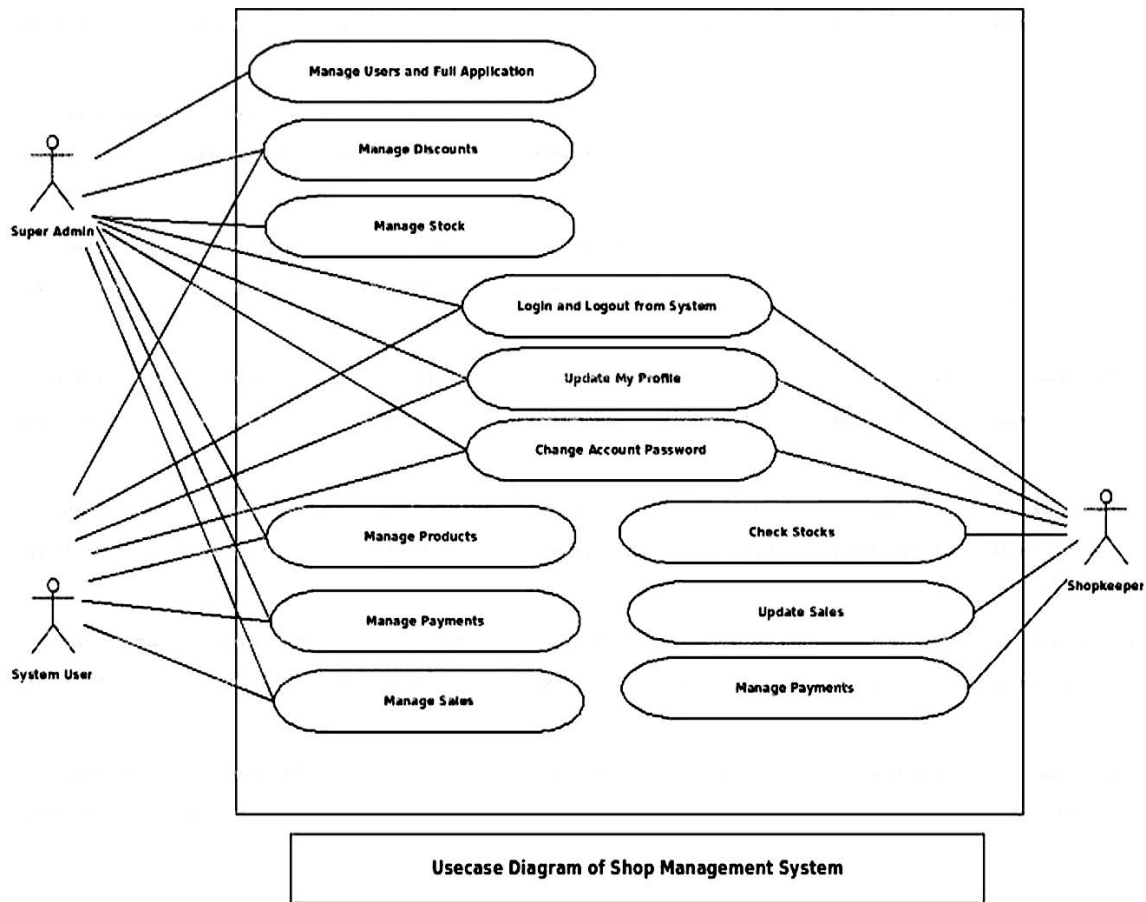 Manage Users and Full Application
Manage Discounts
Super Admin
Manage Stock
Login and Logout from System
Update My Profile
Change Account Password
Manage Products
Check Stocks
Shopkeeper
Manage Payments
Update Sales
System User
Manage Sales
Manage Payments
Usecase Diagram of Shop Management System